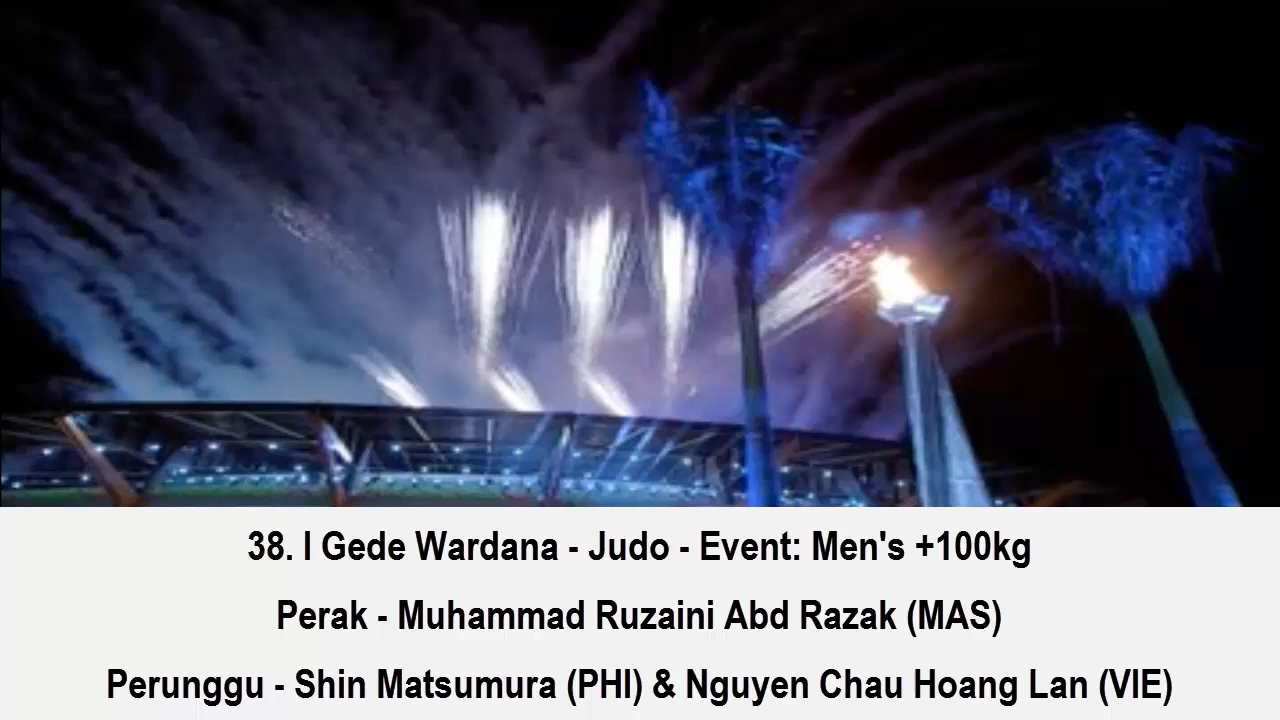 38. I Gede Wardana - Judo - Event: Men's +100kg
Perak - Muhammad Ruzaini Abd Razak (MAS)
Perunggu - Shin Matsumura (PHI) & Nguyen Chau Hoang Lan (VIE)